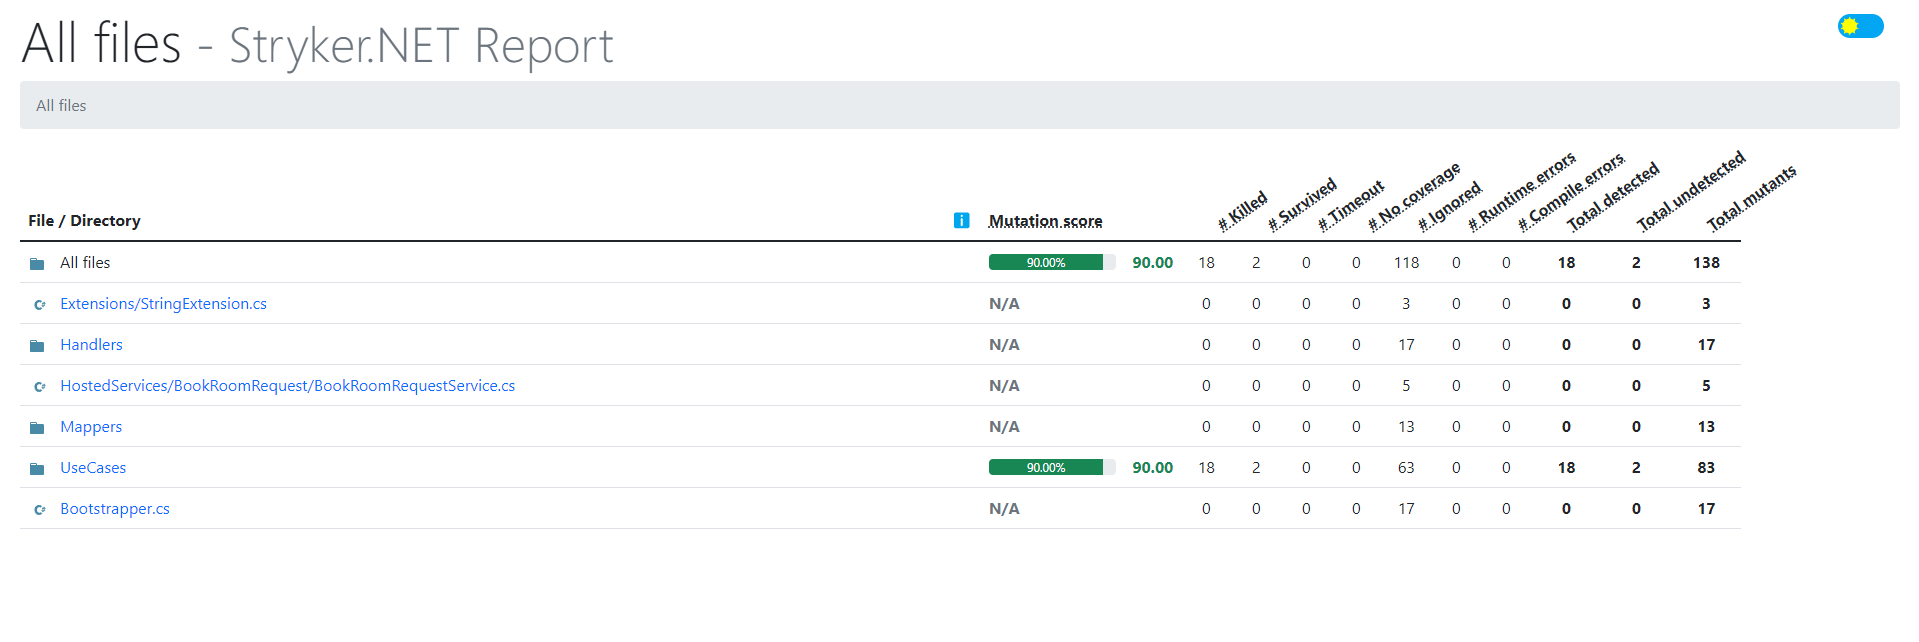 All files - Stryker.NET Report
All files
File / Directory i Mutation score # Killed # Survived # Timeout # No coverage # Ignored # Runtime errors # Compile errors Total detected Total undetected Total mutants
All files 90.00% 90.00 18 2 0 0 118 0 0 18 2 138
C# Extensions/StringExtension.cs N/A 0 0 0 0 3 0 0 0 0 3
Handlers N/A 0 0 0 0 17 0 0 0 0 17
C# HostedServices/BookRoomRequest/BookRoomRequestService.cs N/A 0 0 0 0 5 0 0 0 0 5
Mappers N/A 0 0 0 0 13 0 0 0 0 13
UseCases 90.00% 90.00 18 2 0 0 63 0 0 18 2 83
C# Bootstrapper.cs N/A 0 0 0 0 17 0 0 0 0 17